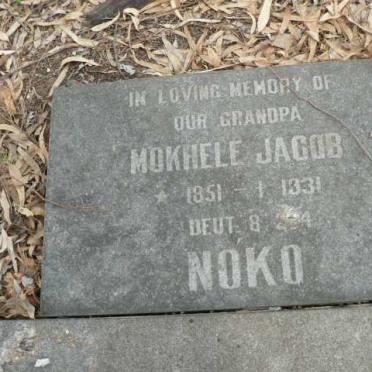 IN LOVING MEMORY OF
OUR GRANDPA
MOKHELE JACOB
* 1851 - 1931
DEUT. 8
NOKO